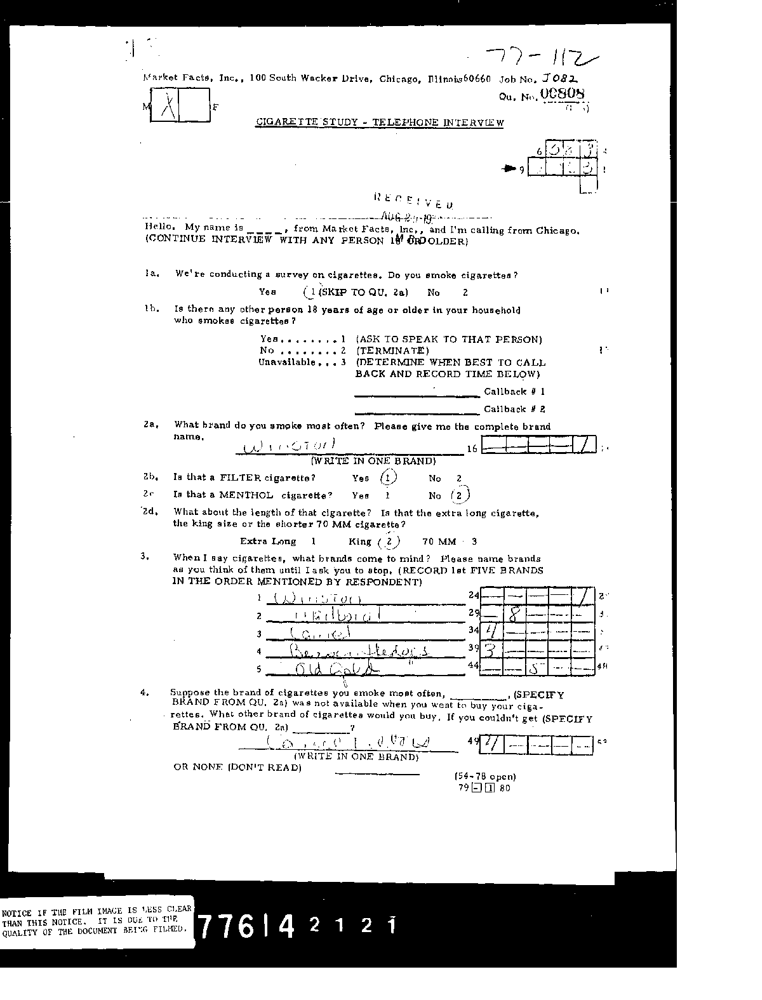 77-112
Market Facts, Inc., 100 South Wacker Drive, Chicago, Illinois 60660 Job No. J082
Qu. No. 00808
M X F
CIGARETTE STUDY - TELEPHONE INTERVIEW
6
9
RECEIVED
AUG
Hello. My name is _____, from Market Facts, Inc., and I'm calling from Chicago.
(CONTINUE INTERVIEW WITH ANY PERSON OLDER)
1a. We're conducting a survey on cigarettes. Do you smoke cigarettes?
Yes 1 (SKIP TO QU. 2a) No 2
1b. Is there any other person 18 years of age or older in your household
who smokes cigarettes?
Yes........1 (ASK TO SPEAK TO THAT PERSON)
No ........2 (TERMINATE)
Unavailable...3 (DETERMINE WHEN BEST TO CALL
BACK AND RECORD TIME BELOW)
Callback # 1
Callback # 2
2a. What brand do you smoke most often? Please give me the complete brand
name.
Winston 16 1
(WRITE IN ONE BRAND)
2b. Is that a FILTER cigarette? Yes 1 No 2
2c Is that a MENTHOL cigarette? Yes 1 No 2
2d. What about the length of that cigarette? Is that the extra long cigarette,
the king size or the shorter 70 MM cigarette?
Extra Long 1 King 2 70 MM 3
3. When I say cigarettes, what brands come to mind? Please name brands
as you think of them until I ask you to stop. (RECORD 1st FIVE BRANDS
IN THE ORDER MENTIONED BY RESPONDENT)
1 Winston 24 1
2 29 8
3 Camel 34 4
4 39 3
5 Old Gold 44 5 48
4. Suppose the brand of cigarettes you smoke most often, ________, (SPECIFY
BRAND FROM QU. 2a) was not available when you went to buy your ciga-
rettes. What other brand of cigarettes would you buy, If you couldn't get (SPECIFY
BRAND FROM QU. 2a) ________?
Camel 49 4
(WRITE IN ONE BRAND)
OR NONE (DON'T READ)
(54-78 open)
79 - 1 80
NOTICE IF THE FILM IMAGE IS LESS CLEAR
THAN THIS NOTICE. IT IS DUE TO THE
QUALITY OF THE DOCUMENT BEING FILMED.
77614 2121